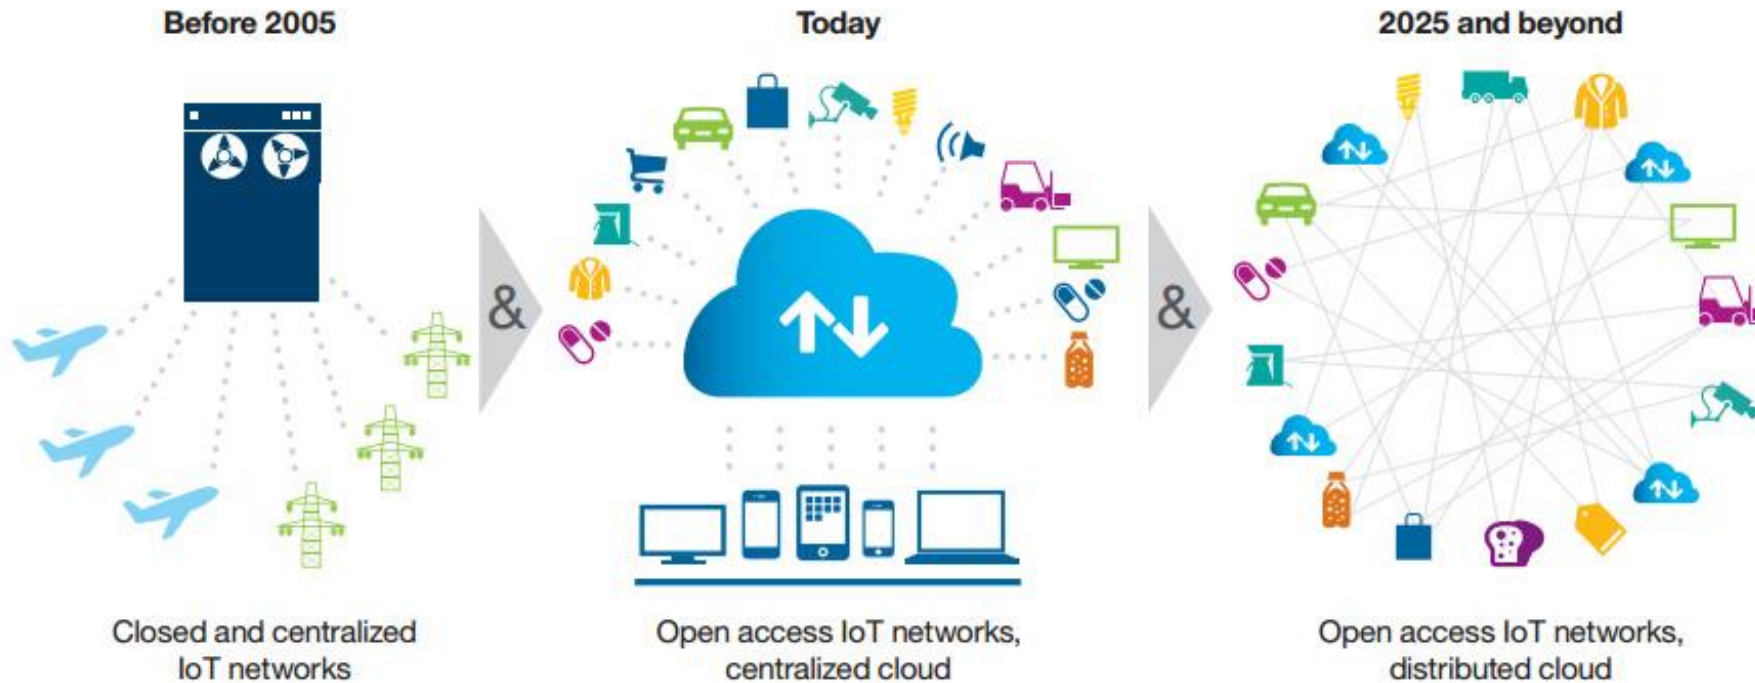 Before 2005
Today
2025 and beyond
&
&
Closed and centralized
IoT networks
Open access IoT networks,
centralized cloud
Open access IoT networks,
distributed cloud